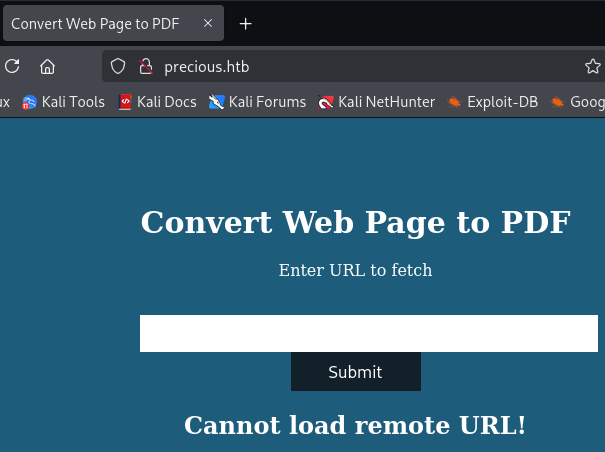 Convert Web Page to PDF
precious.htb
ux Kali Tools Kali Docs Kali Forums Kali NetHunter Exploit-DB Goog
Convert Web Page to PDF
Enter URL to fetch
Submit
Cannot load remote URL!